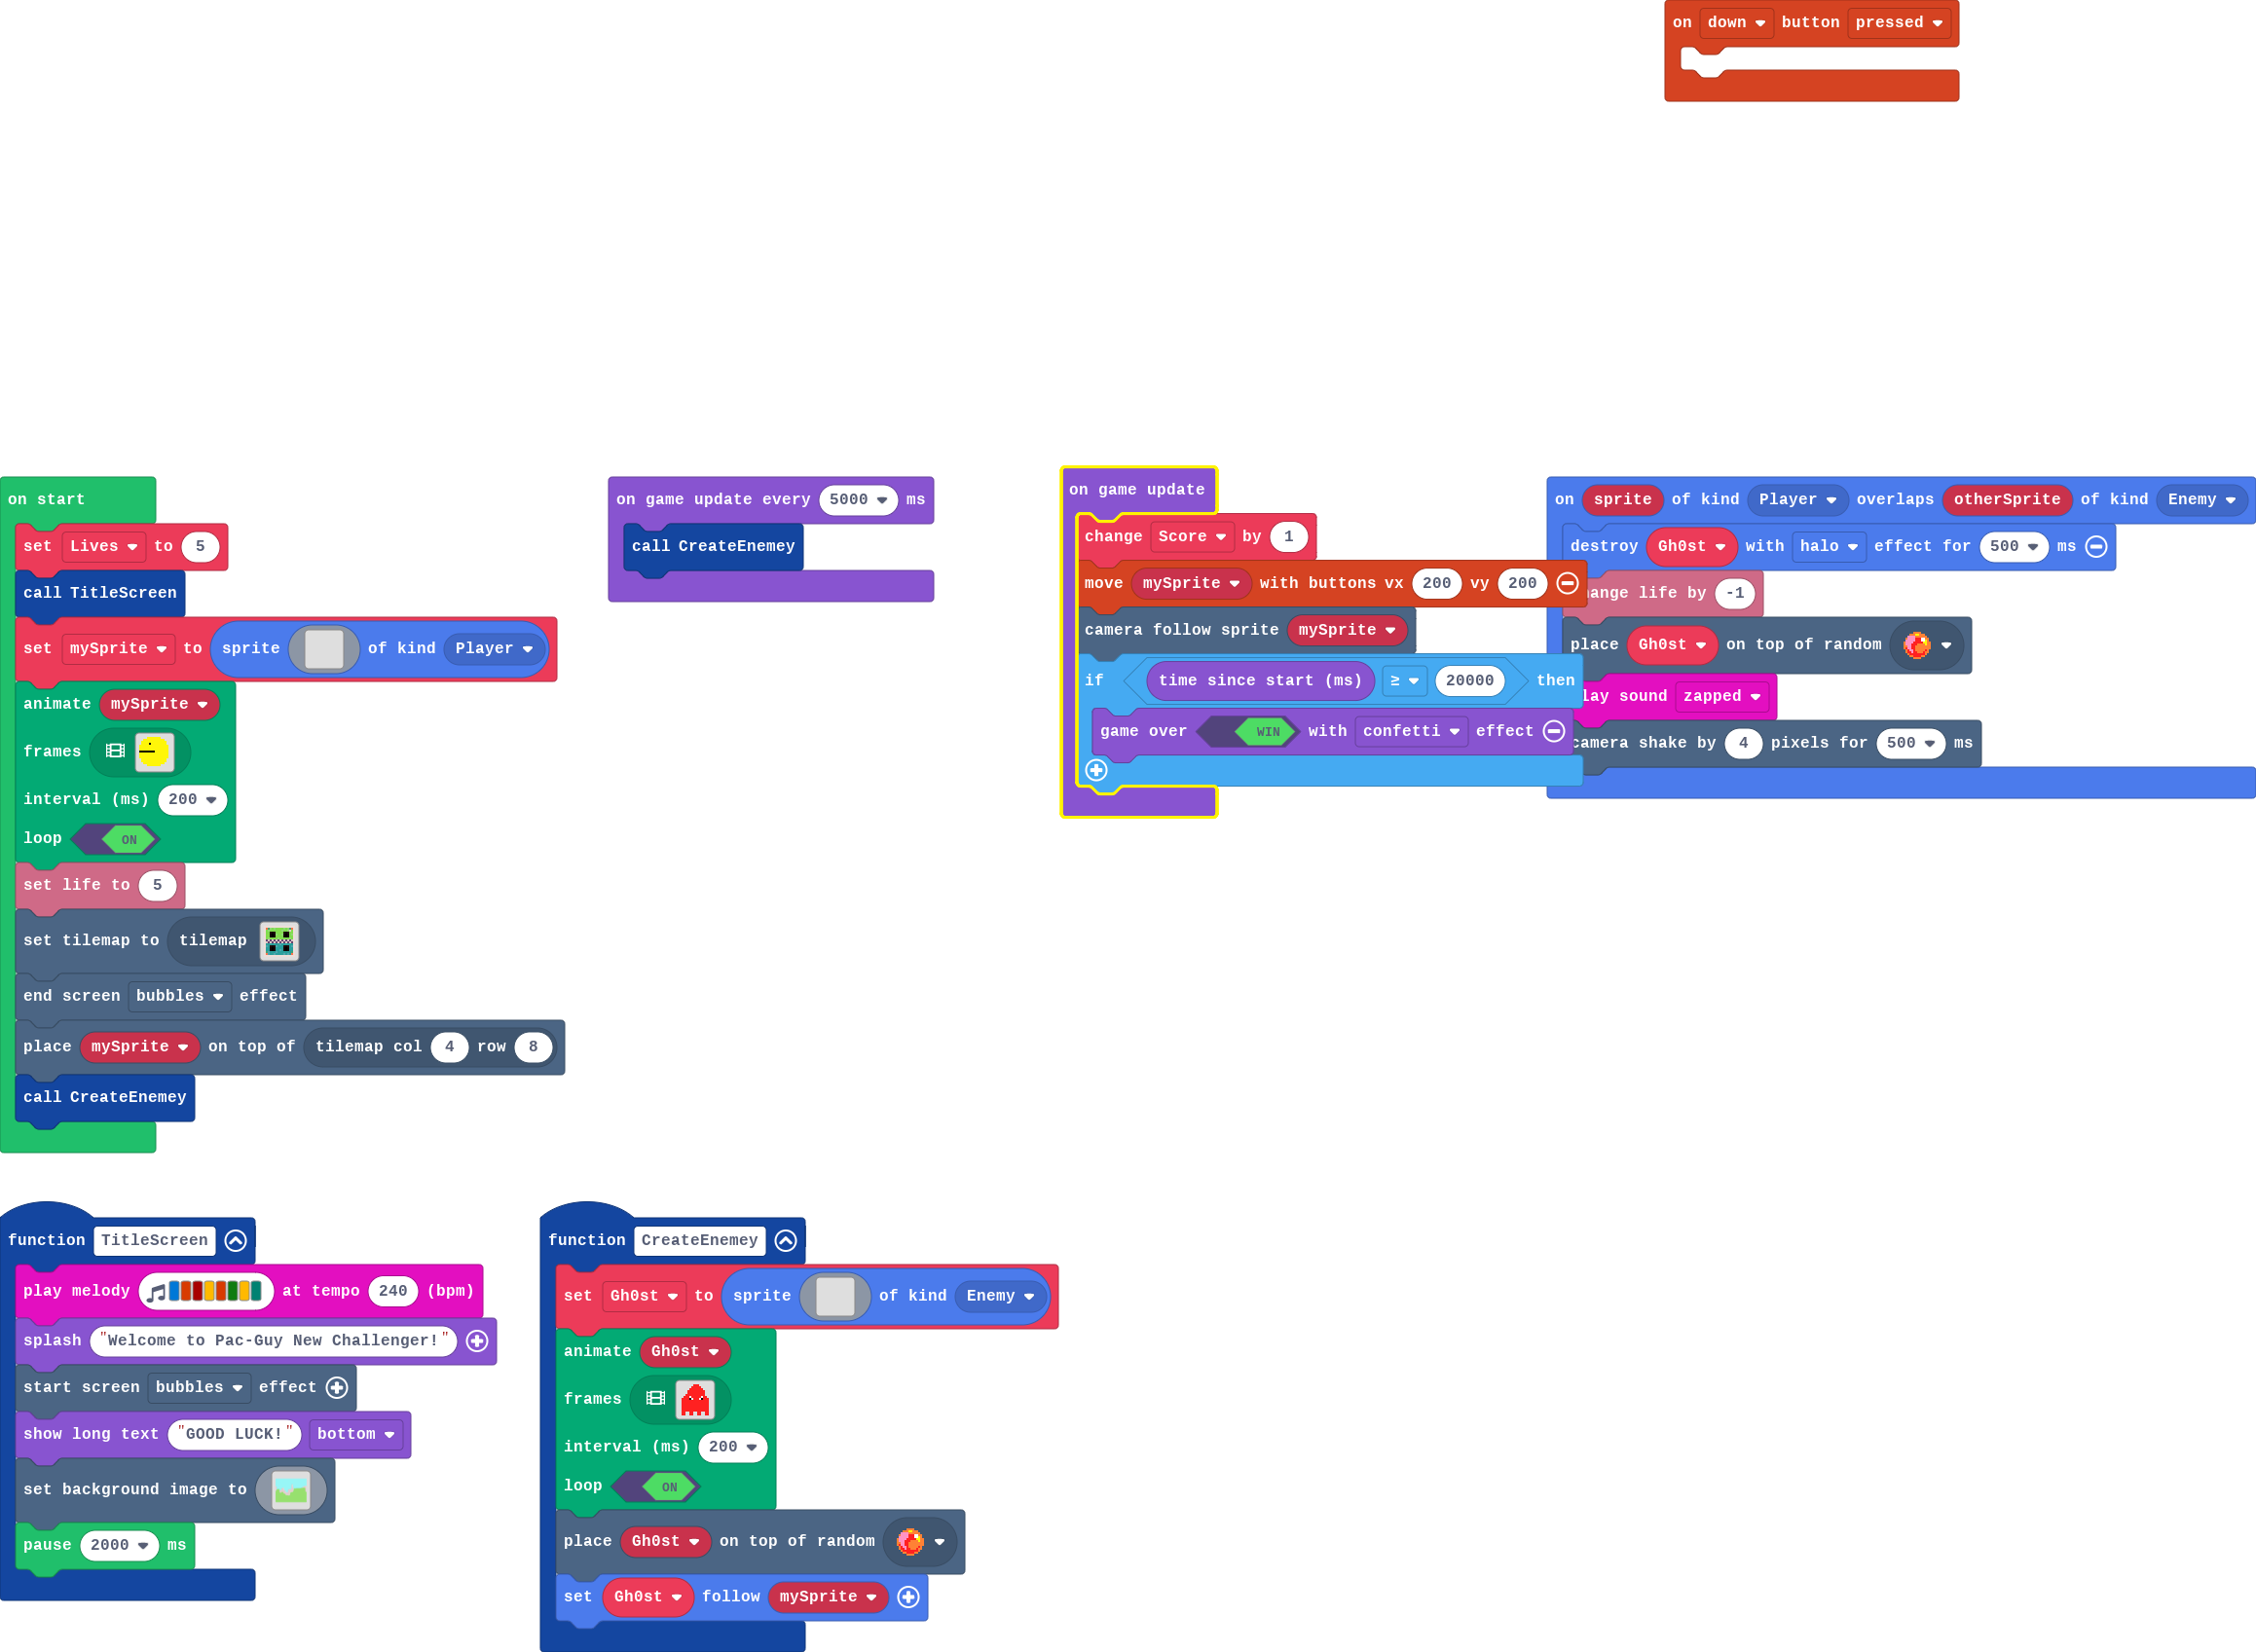 on down button pressed
on start
set Lives to 5
call TitleScreen
set mySprite to sprite of kind Player
animate mySprite
frames
interval (ms) 200
loop ON
set life to 5
set tilemap to tilemap
end screen bubbles effect
place mySprite on top of tilemap col 4 row 8
call CreateEnemey
on game update every 5000 ms
call CreateEnemey
on game update
change Score by 1
move mySprite with buttons vx 200 vy 200
camera follow sprite mySprite
if time since start (ms) ≥ 20000 then
game over WIN with confetti effect
on sprite of kind Player overlaps otherSprite of kind Enemy
destroy Gh0st with halo effect for 500 ms
ange life by -1
place Gh0st on top of random
lay sound zapped
camera shake by 4 pixels for 500 ms
function TitleScreen
play melody at tempo 240 (bpm)
splash "Welcome to Pac-Guy New Challenger!"
start screen bubbles effect
show long text "GOOD LUCK!" bottom
set background image to
pause 2000 ms
function CreateEnemey
set Gh0st to sprite of kind Enemy
animate Gh0st
frames
interval (ms) 200
loop ON
place Gh0st on top of random
set Gh0st follow mySprite